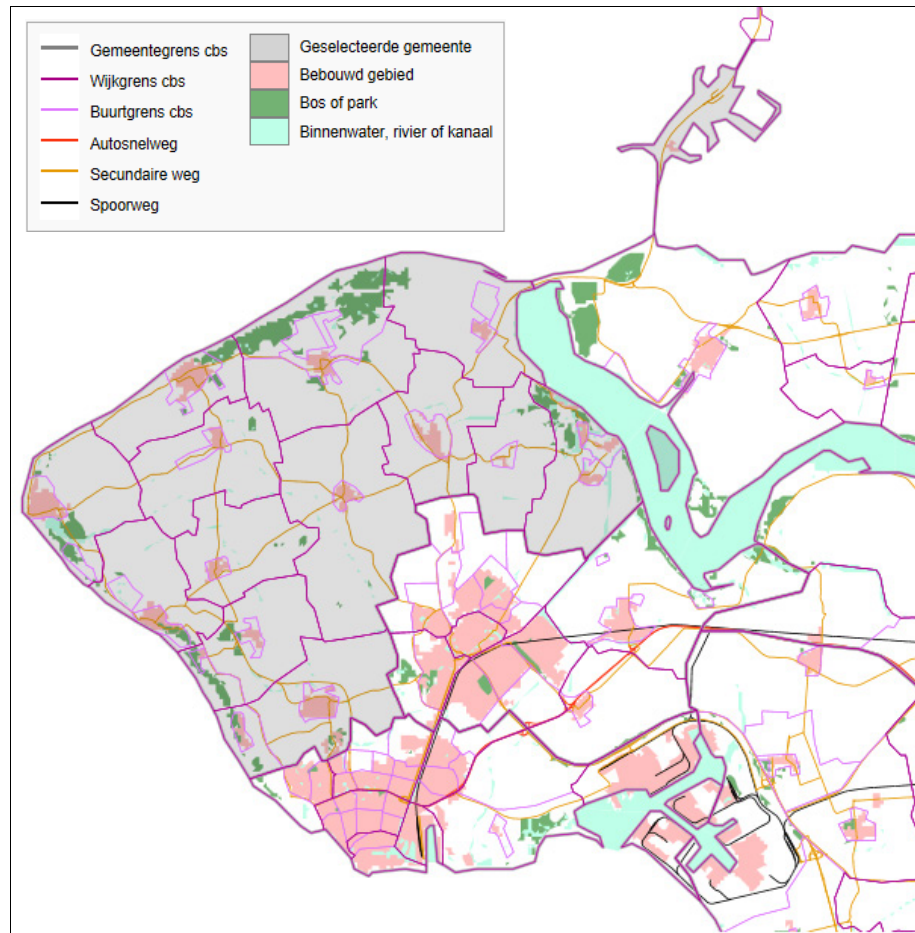 Gemeentegrens cbs
Wijkgrens cbs
Buurtgrens cbs
Autosnelweg
Secundaire weg
Spoorweg
Geselecteerde gemeente
Bebouwd gebied
Bos of park
Binnenwater, rivier of kanaal